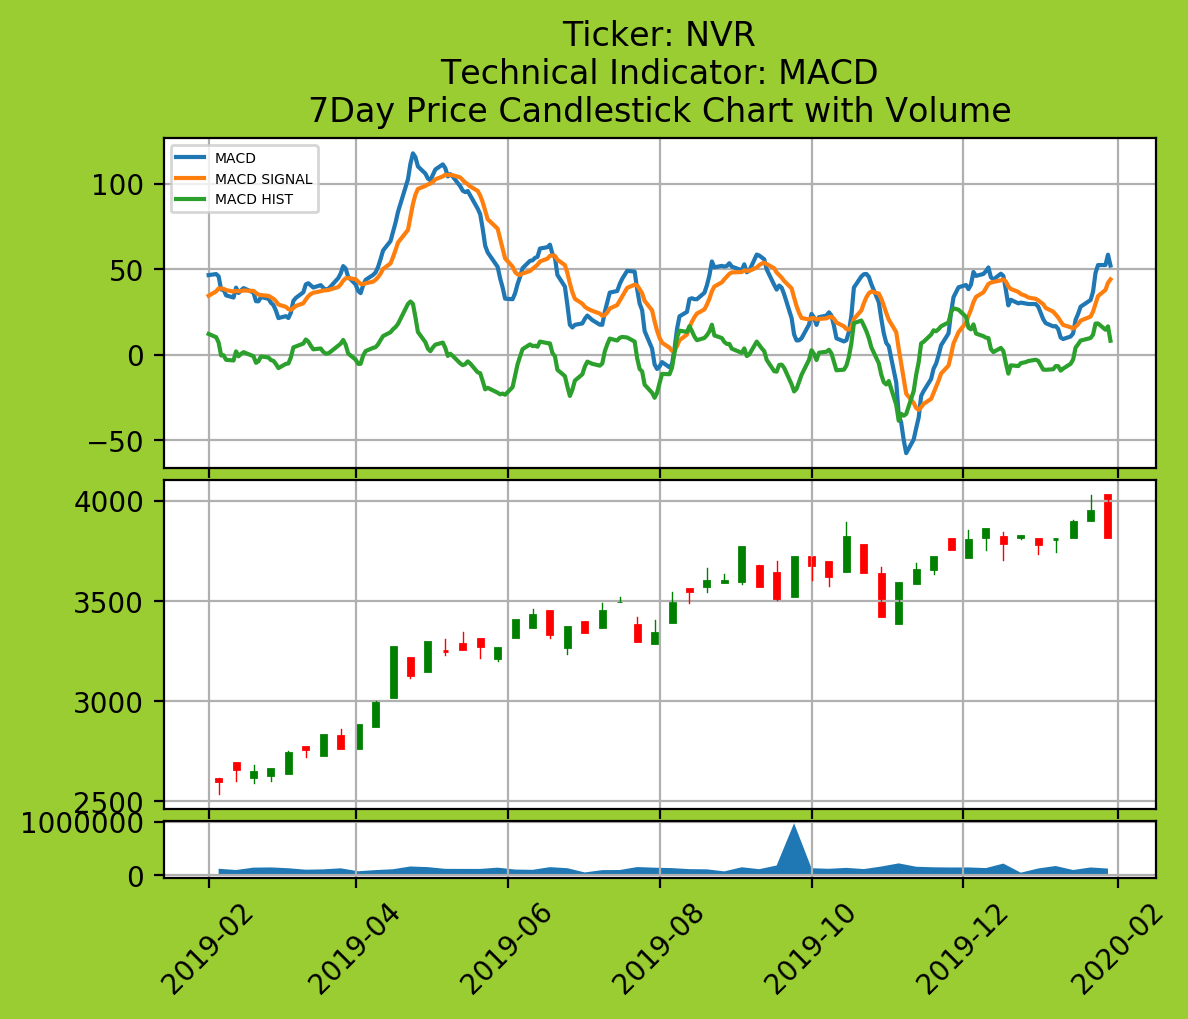 Ticker: NVR
Technical Indicator: MACD
7Day Price Candlestick Chart with Volume
MACD
MACD SIGNAL
MACD HIST
100
50
0
−50
4000
3500
3000
2500
1000000
0
2019-02
2019-04
2019-06
2019-08
2019-10
2019-12
2020-02